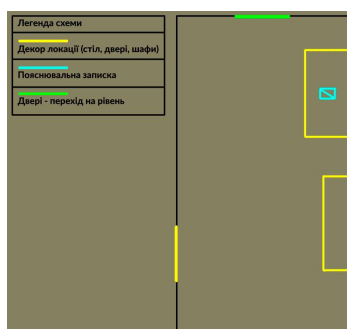 Легенда схеми
Декор локації (стіл, двері, шафи)
Пояснювальна записка
Двері - перехід на рівень